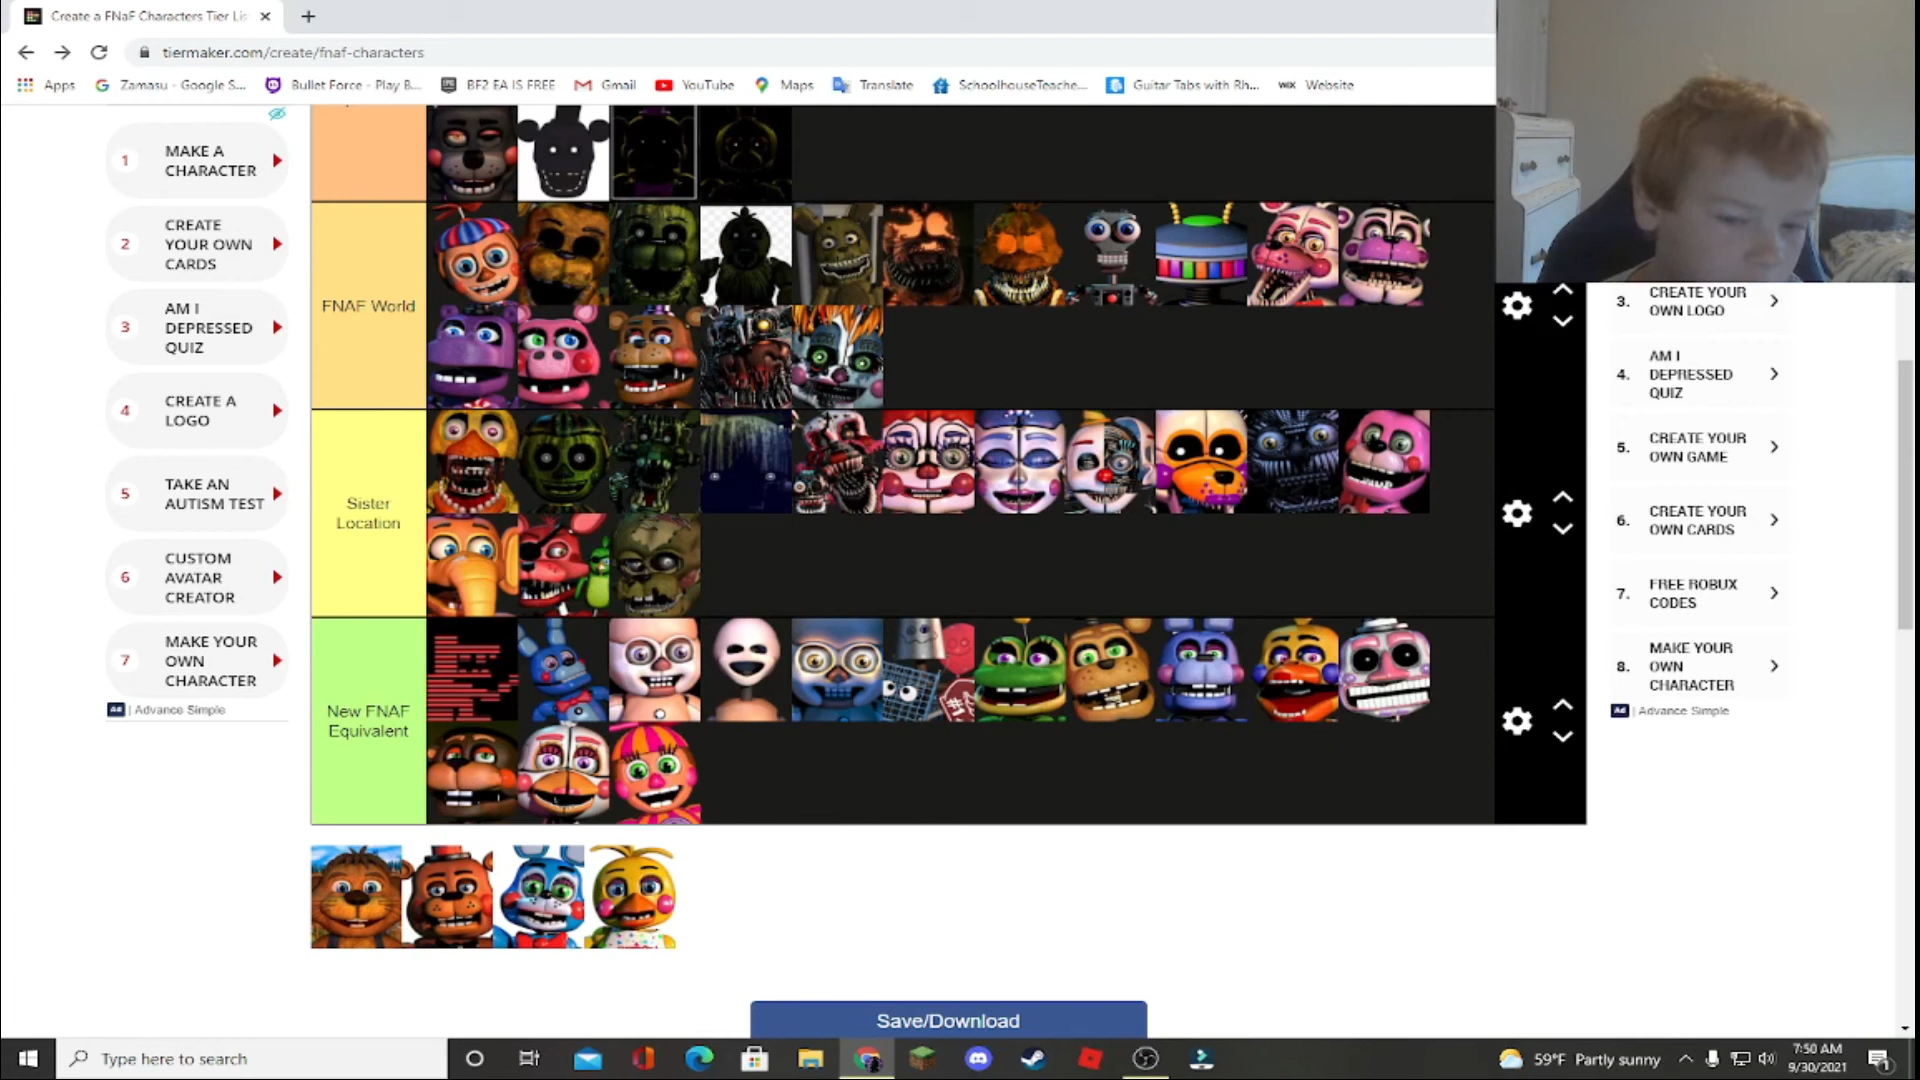 Create a FNaF Characters Tier Lis
tiermaker.com/create/fnaf-characters
Apps
Zamasu - Google S...
Bullet Force - Play B...
BF2 EA IS FREE
Gmail
YouTube
Maps
Translate
SchoolhouseTeache...
Guitar Tabs with Rh...
WIX Website
1 MAKE A
CHARACTER
2 CREATE
YOUR OWN
CARDS
3 AM I
DEPRESSED
QUIZ
4 CREATE A
LOGO
5 TAKE AN
AUTISM TEST
6 CUSTOM
AVATAR
CREATOR
7 MAKE YOUR
OWN
CHARACTER
Ad | Advance Simple
FNAF World
Sister
Location
New FNAF
Equivalent
#1
3. CREATE YOUR
OWN LOGO
4. AM I
DEPRESSED
QUIZ
5. CREATE YOUR
OWN GAME
6. CREATE YOUR
OWN CARDS
7. FREE ROBUX
CODES
8. MAKE YOUR
OWN
CHARACTER
Ad | Advance Simple
Save/Download
Type here to search
59°F Partly sunny
7:50 AM
9/30/2021
1